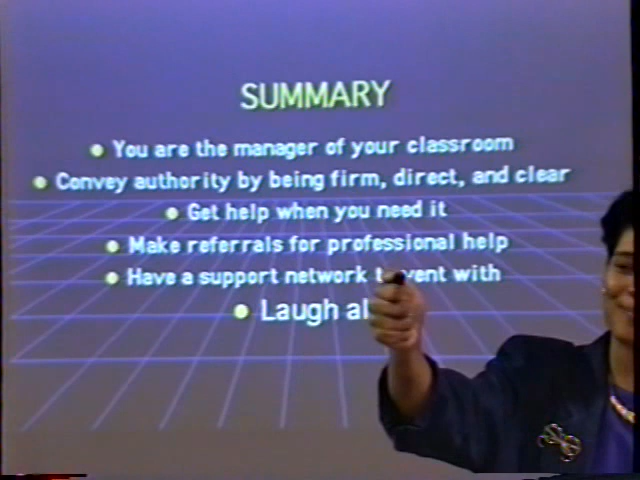 SUMMARY
• You are the manager of your classroom
• Convey authority by being firm, direct, and clear
• Get help when you need it
• Make referrals for professional help
• Have a support network vent with
• Laugh